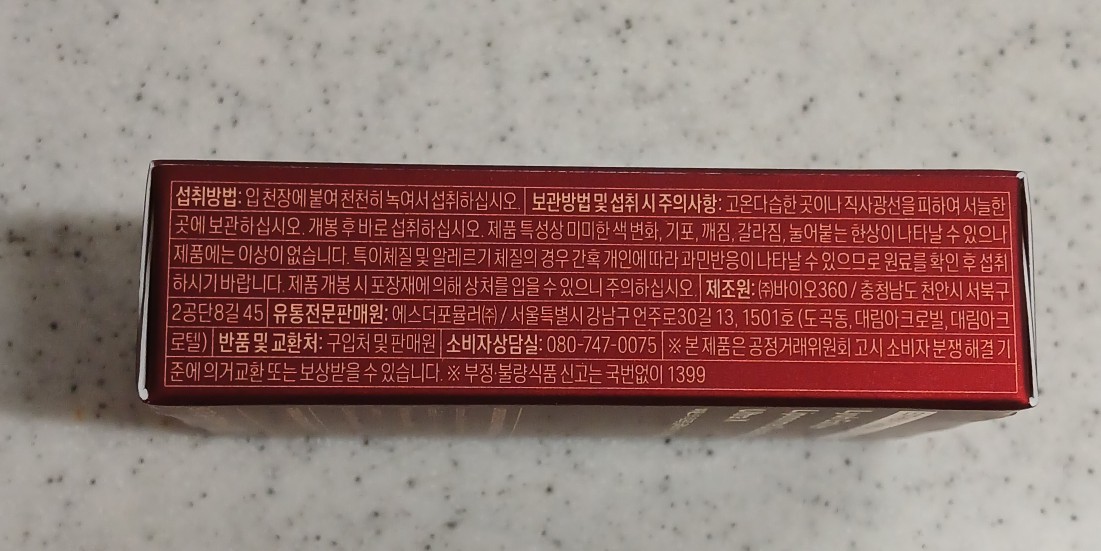 섭취방법: 입 천장에 붙여 천천히 녹여서 섭취하십시오. 보관방법 및 섭취 시 주의사항: 고온다습한 곳이나 직사광선을 피하여 서늘한
곳에 보관하십시오. 개봉 후 바로 섭취하십시오. 제품 특성상 미미한 색 변화, 기포, 깨짐, 갈라짐, 눌어붙는 현상이 나타날 수 있으나
제품에는 이상이 없습니다. 특이체질 및 알레르기 체질의 경우 간혹 개인에 따라 과민반응이 나타날 수 있으므로 원료를 확인 후 섭취
하시기 바랍니다. 제품 개봉 시 포장재에 의해 상처를 입을 수 있으니 주의하십시오. 제조원: ㈜바이오360 / 충청남도 천안시 서북구
2공단8길 45 유통전문판매원: 에스더포뮬러㈜ / 서울특별시 강남구 언주로30길 13, 1501호 (도곡동, 대림아크로빌, 대림아크
로텔) 반품 및 교환처: 구입처 및 판매원 소비자상담실: 080-747-0075 ※ 본 제품은 공정거래위원회 고시 소비자 분쟁 해결 기
준에 의거 교환 또는 보상받을 수 있습니다. ※ 부정·불량식품 신고는 국번없이 1399